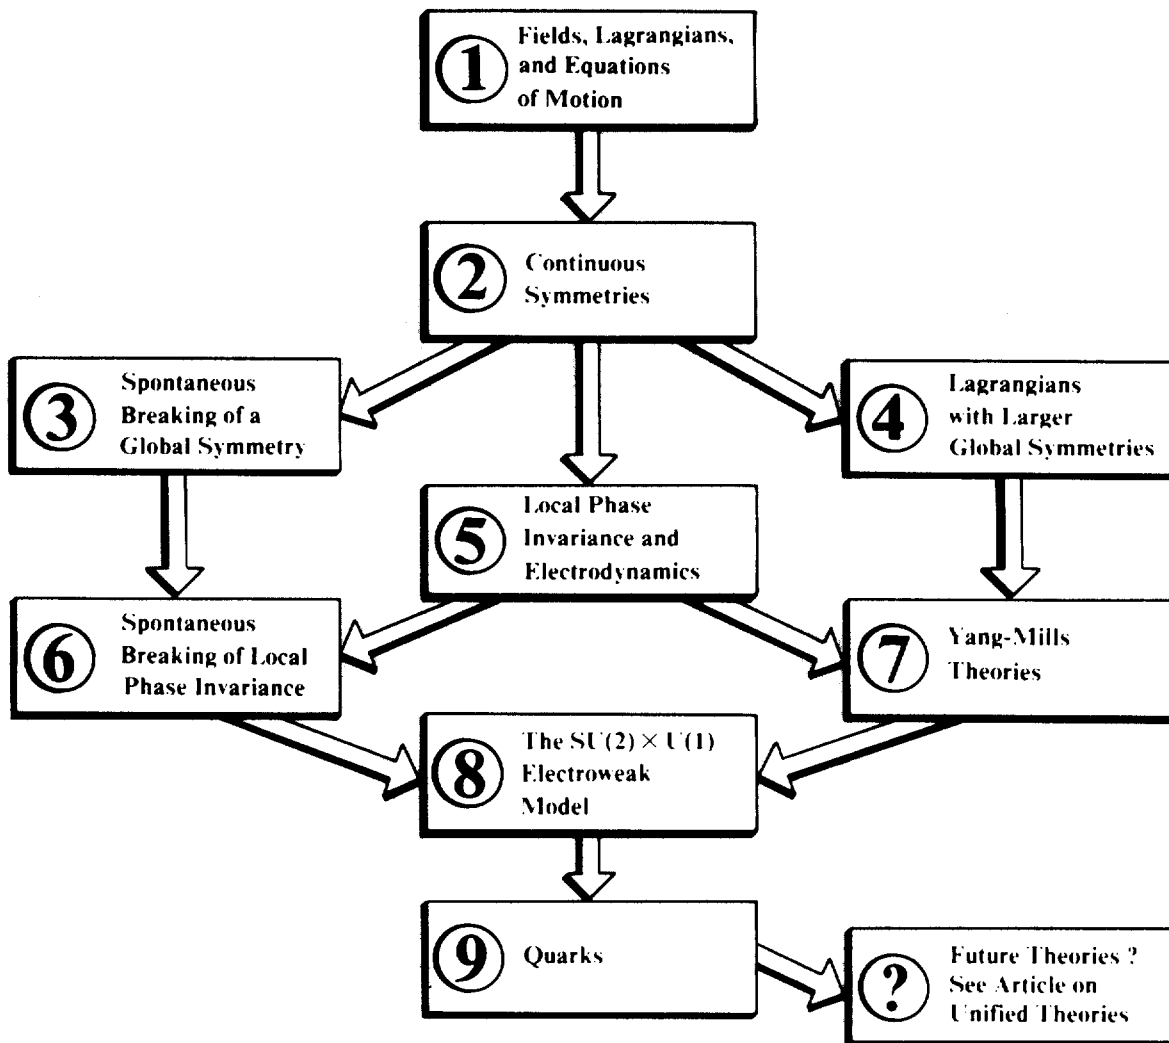 1
Fields, Lagrangians,
and Equations
of Motion
2
Continuous
Symmetries
3
Spontaneous
Breaking of a
Global Symmetry
4
Lagrangians
with Larger
Global Symmetries
5
Local Phase
Invariance and
Electrodynamics
6
Spontaneous
Breaking of Local
Phase Invariance
7
Yang-Mills
Theories
8
The SU(2) × U(1)
Electroweak
Model
9
Quarks
?
Future Theories ?
See Article on
Unified Theories